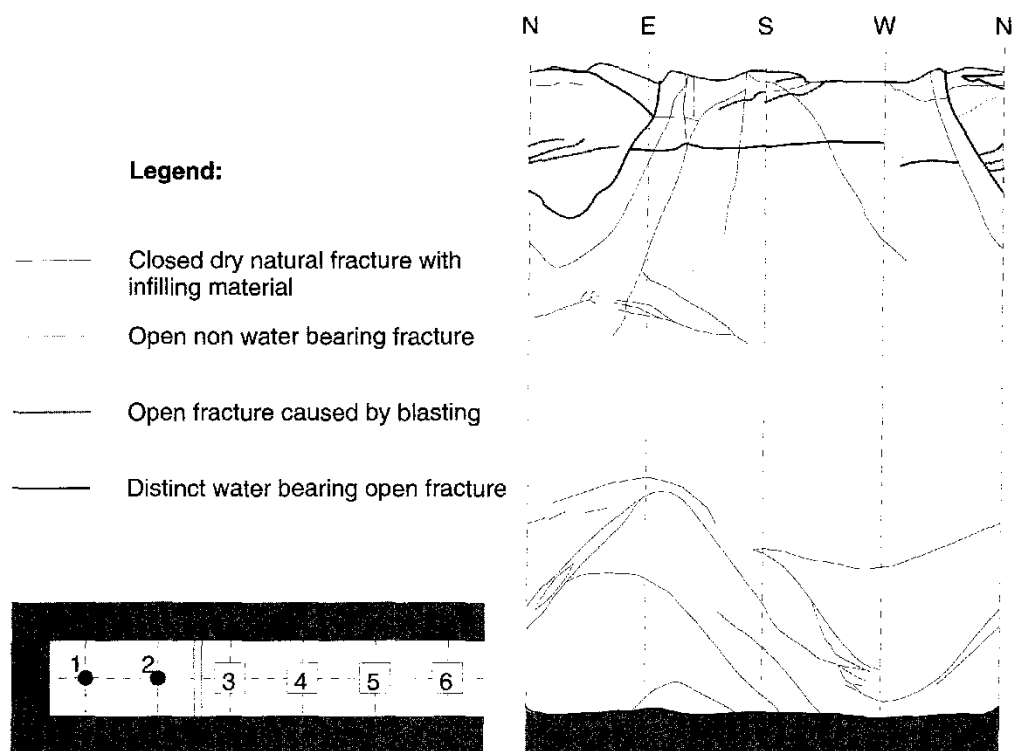 N E S W N
Legend:
Closed dry natural fracture with
infilling material
Open non water bearing fracture
Open fracture caused by blasting
Distinct water bearing open fracture
1 2 3 4 5 6